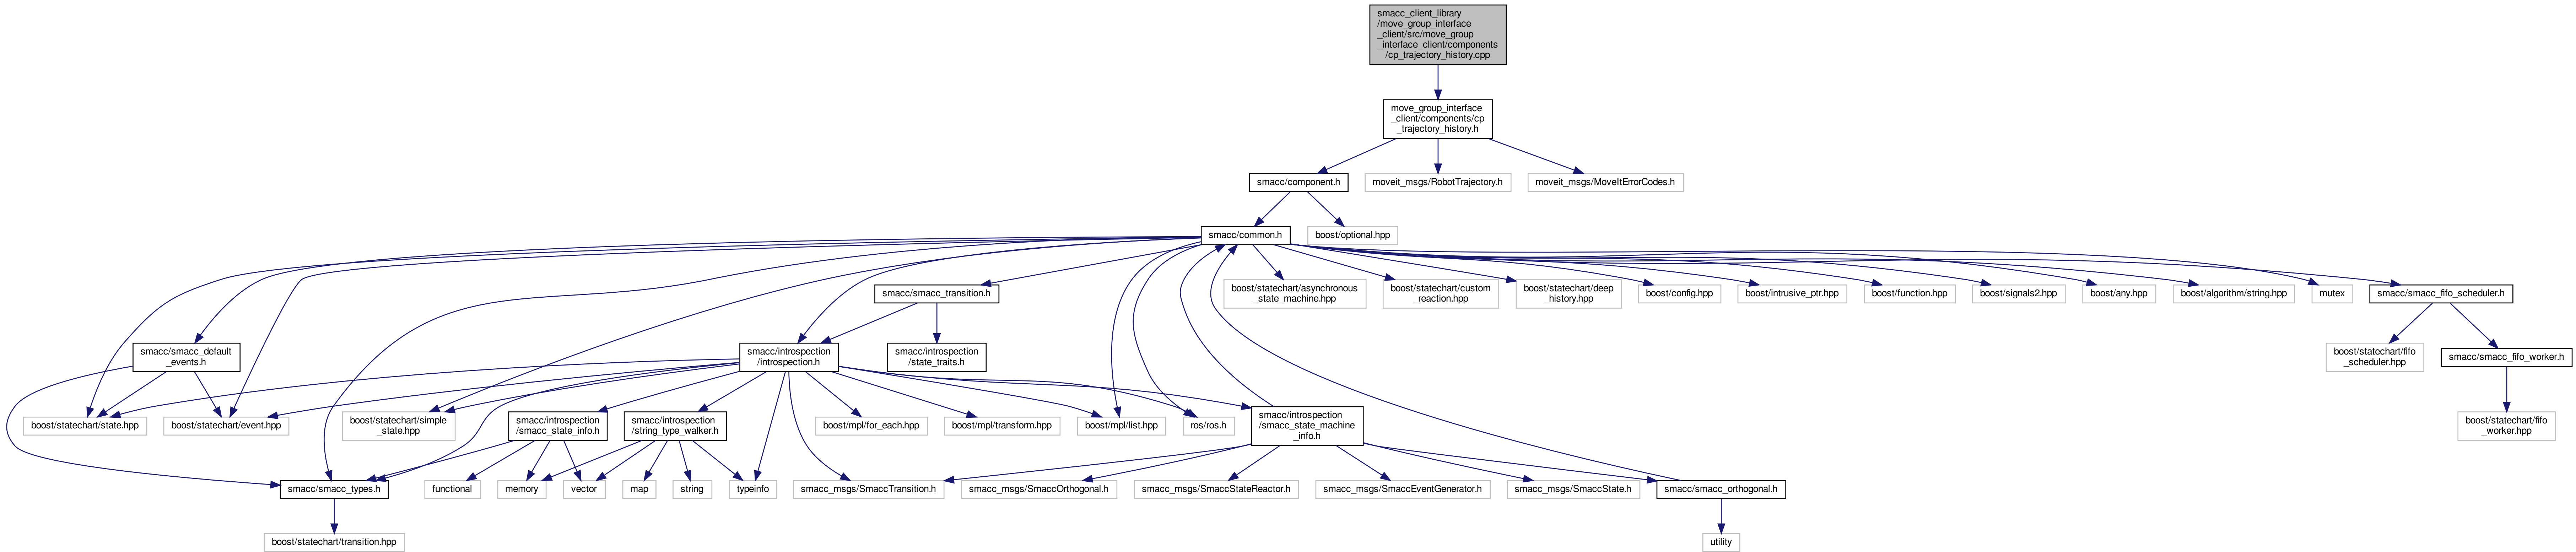 smacc_client_library
/move_group_interface
_client/src/move_group
_interface_client/components
/cp_trajectory_history.cpp
move_group_interface
_client/components/cp
_trajectory_history.h
smacc/component.h
moveit_msgs/RobotTrajectory.h
moveit_msgs/MoveItErrorCodes.h
smacc/common.h
boost/optional.hpp
smacc/smacc_transition.h
boost/statechart/asynchronous
_state_machine.hpp
boost/statechart/custom
_reaction.hpp
boost/statechart/deep
_history.hpp
boost/config.hpp
boost/intrusive_ptr.hpp
boost/function.hpp
boost/signals2.hpp
boost/any.hpp
boost/algorithm/string.hpp
mutex
smacc/smacc_fifo_scheduler.h
smacc/smacc_default
_events.h
smacc/introspection
/introspection.h
smacc/introspection
/state_traits.h
boost/statechart/fifo
_scheduler.hpp
smacc/smacc_fifo_worker.h
boost/statechart/state.hpp
boost/statechart/event.hpp
boost/statechart/simple
_state.hpp
smacc/introspection
/smacc_state_info.h
smacc/introspection
/string_type_walker.h
boost/mpl/for_each.hpp
boost/mpl/transform.hpp
boost/mpl/list.hpp
ros/ros.h
smacc/introspection
/smacc_state_machine
_info.h
boost/statechart/fifo
_worker.hpp
smacc/smacc_types.h
functional
memory
vector
map
string
typeinfo
smacc_msgs/SmaccTransition.h
smacc_msgs/SmaccOrthogonal.h
smacc_msgs/SmaccStateReactor.h
smacc_msgs/SmaccEventGenerator.h
smacc_msgs/SmaccState.h
smacc/smacc_orthogonal.h
boost/statechart/transition.hpp
utility